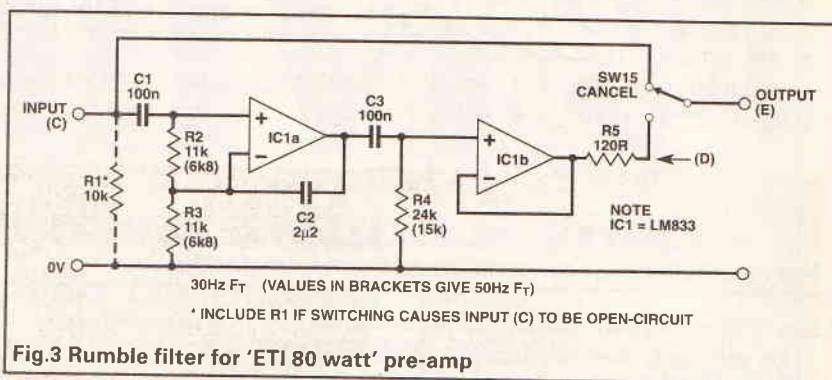 C1
100n
INPUT
(C)
R1*
10k
R2
11k
(6k8)
R3
11k
(6k8)
+
−
IC1a
C2
2µ2
C3
100n
R4
24k
(15k)
+
−
IC1b
R5
120R
SW15
CANCEL
OUTPUT
(E)
(D)
NOTE
IC1 = LM833
0V
30Hz FT (VALUES IN BRACKETS GIVE 50Hz FT)
* INCLUDE R1 IF SWITCHING CAUSES INPUT (C) TO BE OPEN-CIRCUIT
Fig.3 Rumble filter for 'ETI 80 watt' pre-amp